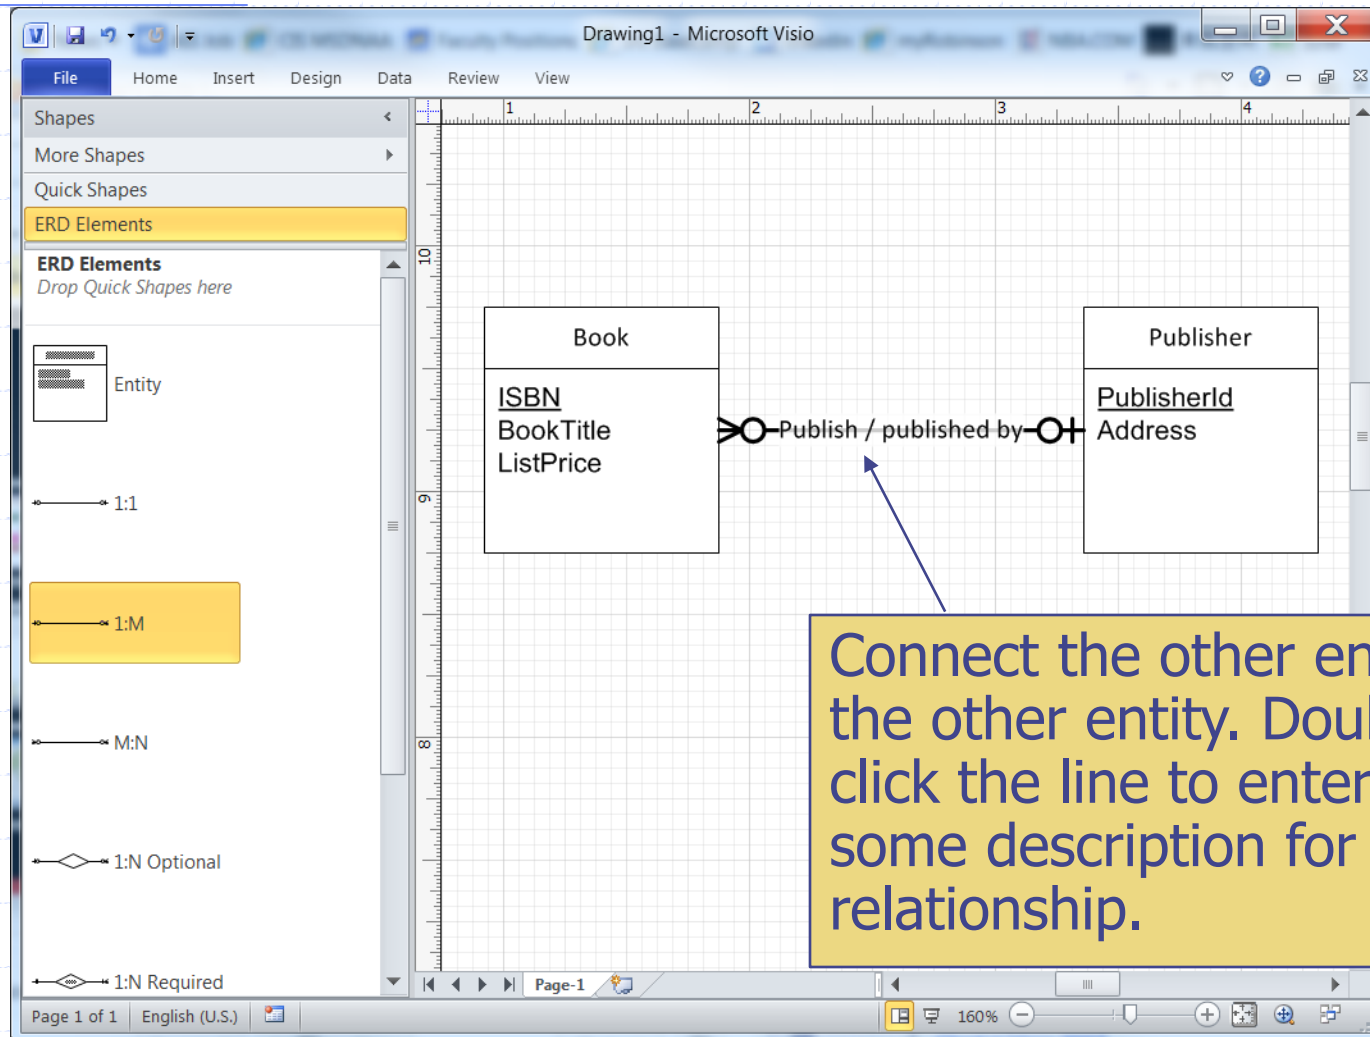 Drawing1 - Microsoft Visio
File Home Insert Design Data Review View
Shapes
More Shapes
Quick Shapes
ERD Elements
ERD Elements
Drop Quick Shapes here
Entity
1:1
1:M
M:N
1:N Optional
1:N Required
1 2 3 4
10
9
8
Book
ISBN
BookTitle
ListPrice
Publish / published by
Publisher
PublisherId
Address
Connect the other en
the other entity. Doul
click the line to enter
some description for
relationship.
Page-1
Page 1 of 1 English (U.S.) 160%